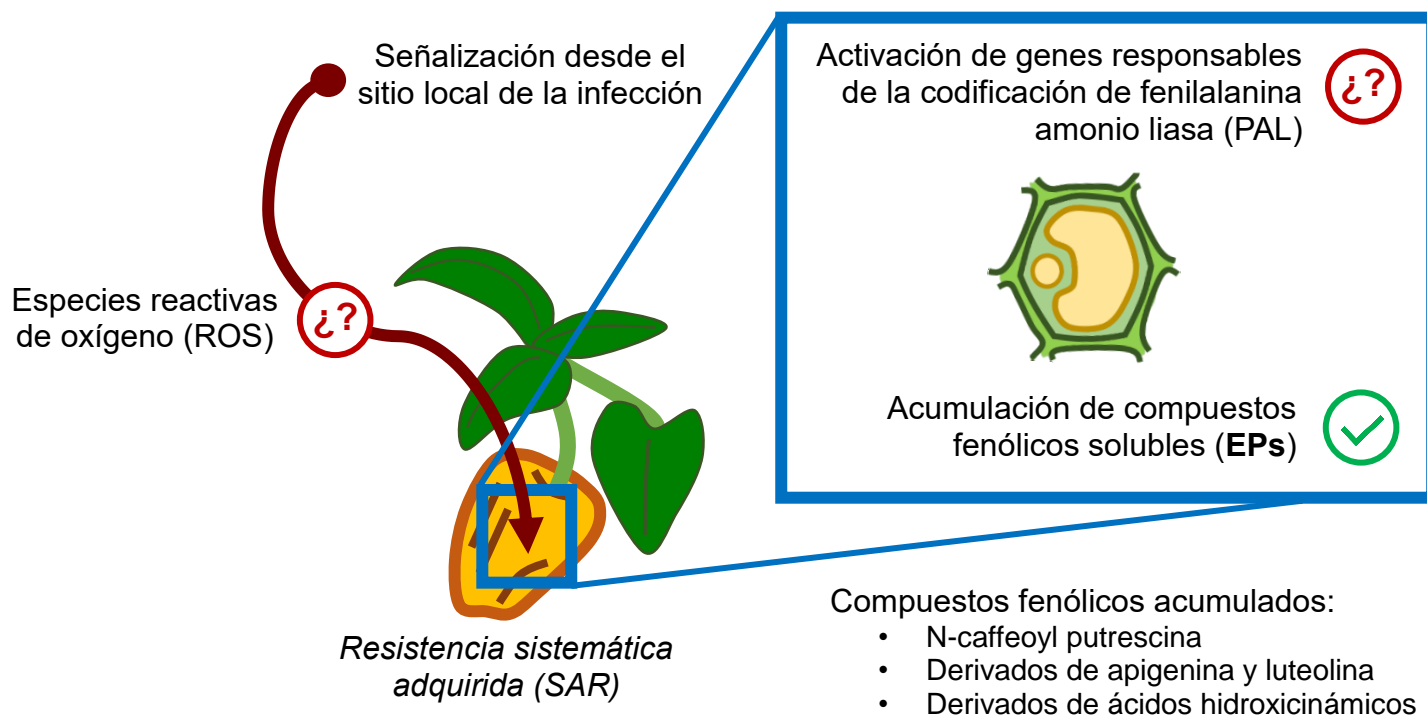 Señalización desde el
sitio local de la infección
Especies reactivas
de oxígeno (ROS)
¿?
Resistencia sistemática
adquirida (SAR)
Activación de genes responsables
de la codificación de fenilalanina
amonio liasa (PAL)
¿?
Acumulación de compuestos
fenólicos solubles (EPs)
Compuestos fenólicos acumulados:
• N-caffeoyl putrescina
• Derivados de apigenina y luteolina
• Derivados de ácidos hidroxicinámicos